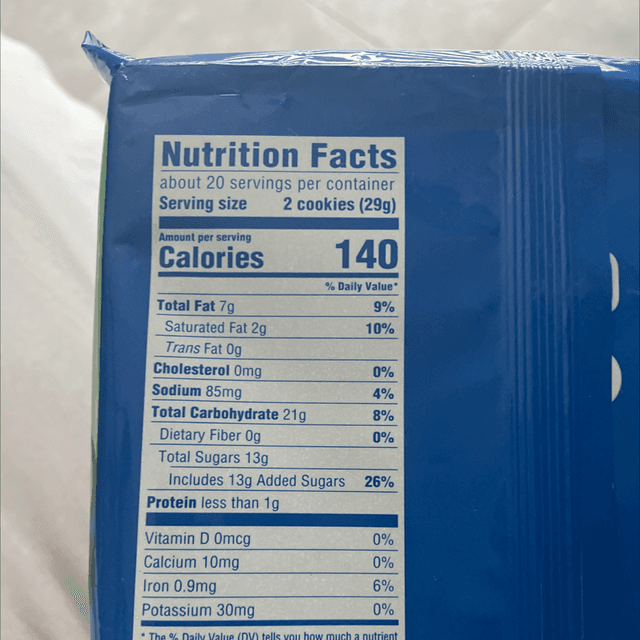 Nutrition Facts
about 20 servings per container
Serving size 2 cookies (29g)
Amount per serving
Calories 140
% Daily Value*
Total Fat 7g 9%
Saturated Fat 2g 10%
Trans Fat 0g
Cholesterol 0mg 0%
Sodium 85mg 4%
Total Carbohydrate 21g 8%
Dietary Fiber 0g 0%
Total Sugars 13g
Includes 13g Added Sugars 26%
Protein less than 1g
Vitamin D 0mcg 0%
Calcium 10mg 0%
Iron 0.9mg 6%
Potassium 30mg 0%
* The % Daily Value (DV) tells you how much a nutrient